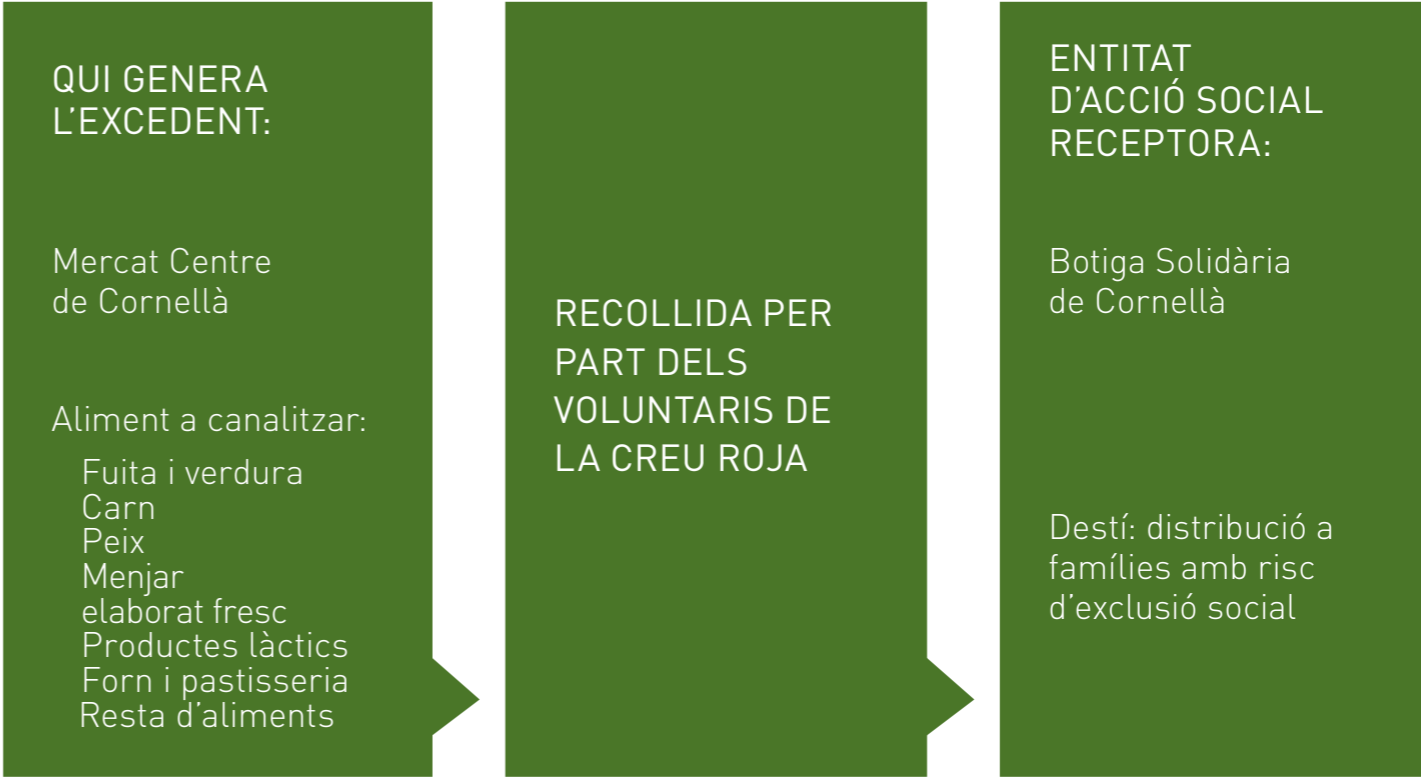 QUI GENERA
L'EXCEDENT:
Mercat Centre
de Cornellà
Aliment a canalitzar:
Fuita i verdura
Carn
Peix
Menjar
elaborat fresc
Productes làctics
Forn i pastisseria
Resta d'aliments
RECOLLIDA PER
PART DELS
VOLUNTARIS DE
LA CREU ROJA
ENTITAT
D'ACCIÓ SOCIAL
RECEPTORA:
Botiga Solidària
de Cornellà
Destí: distribució a
famílies amb risc
d'exclusió social